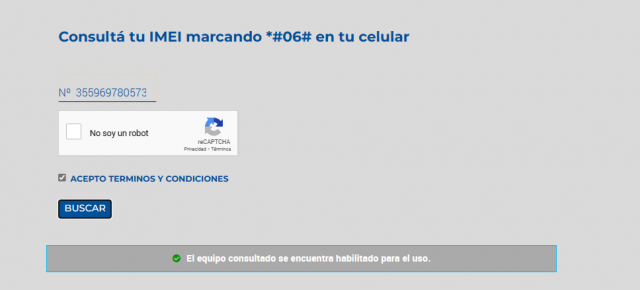 Consultá tu IMEI marcando *#06# en tu celular
Nº 355969780573
No soy un robot
reCAPTCHA
Privacidad - Términos
ACEPTO TERMINOS Y CONDICIONES
BUSCAR
El equipo consultado se encuentra habilitado para el uso.